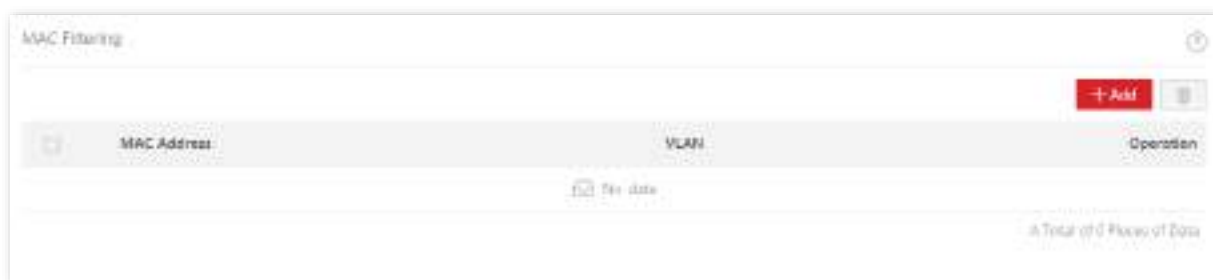 MAC Filtering
+ Add
MAC Address VLAN Operation
No data
A Total of 0 Pieces of Data